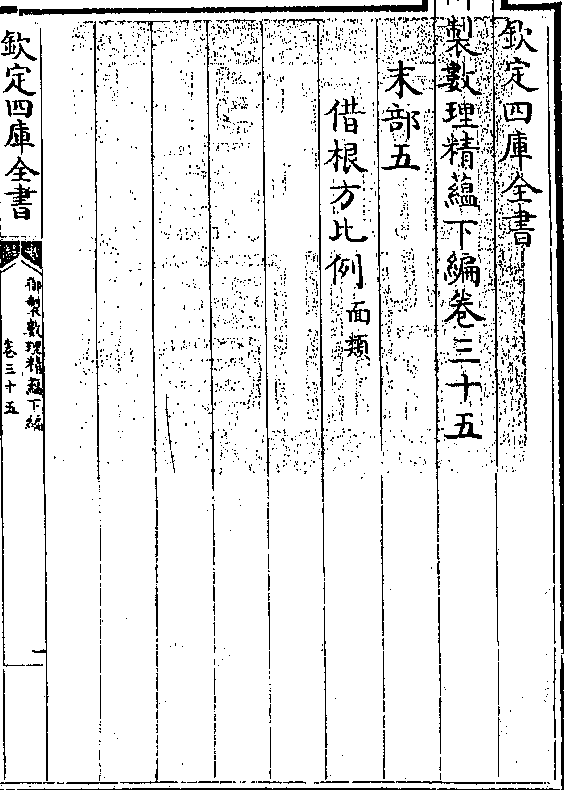 欽定四庫全書
御製數理精蘊下編卷三十五
末部五
借根方比例面類
欽定四庫全書
御製數理精蘊下編
卷三十五
一